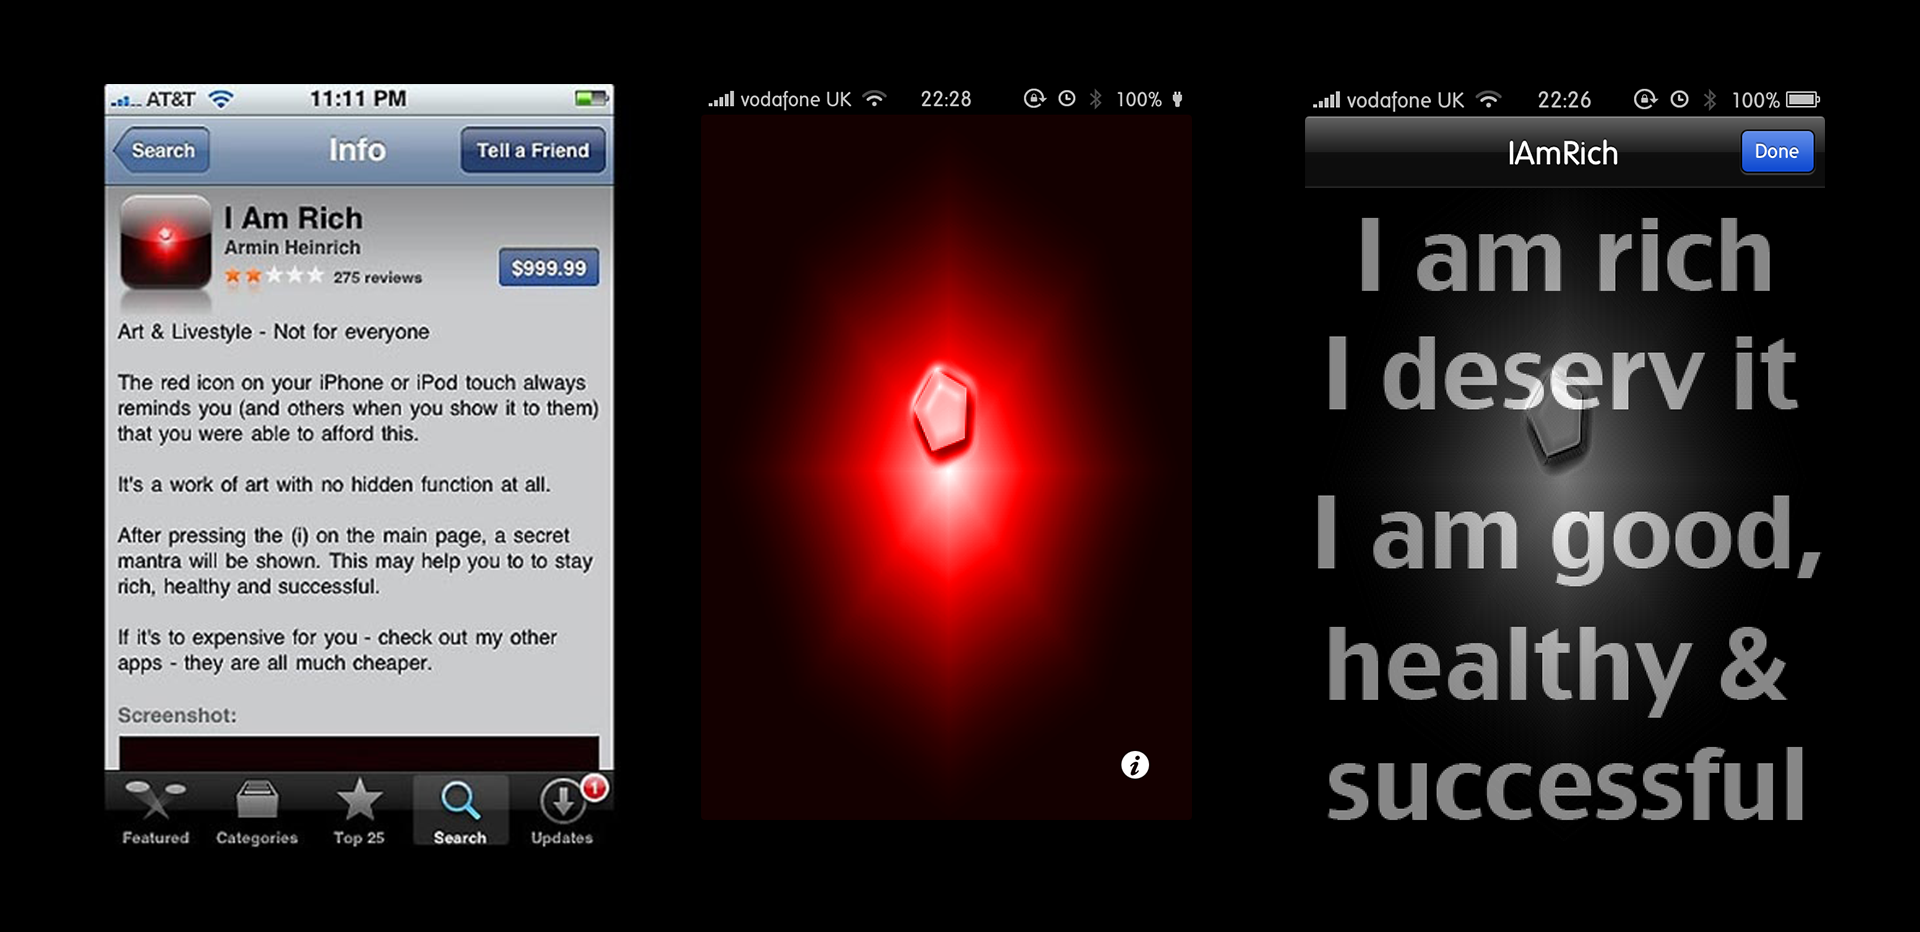 AT&T 11:11 PM
Search Info Tell a Friend
I Am Rich
Armin Heinrich
275 reviews
$999.99
Art & Livestyle - Not for everyone
The red icon on your iPhone or iPod touch always
reminds you (and others when you show it to them)
that you were able to afford this.
It's a work of art with no hidden function at all.
After pressing the (i) on the main page, a secret
mantra will be shown. This may help you to to stay
rich, healthy and successful.
If it's to expensive for you - check out my other
apps - they are all much cheaper.
Screenshot:
1
Featured Categories Top 25 Search Updates
vodafone UK 22:28 100%
i
vodafone UK 22:26 100%
IAmRich Done
I am rich
I deserv it
I am good,
healthy &
successful